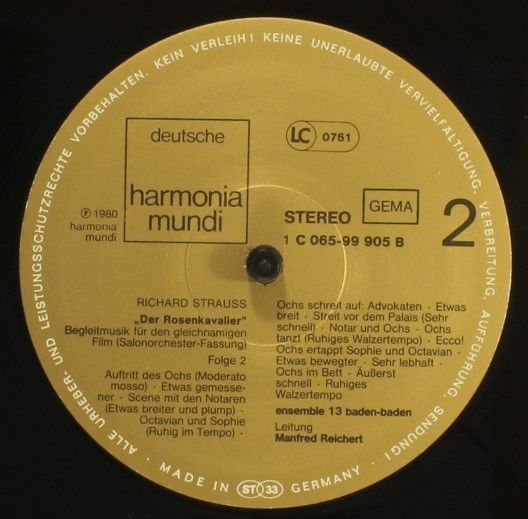 ALLE URHEBER- UND LEISTUNGSSCHUTZRECHTE VORBEHALTEN. KEIN VERLEIH! KEINE UNERLAUBTE VERVIELFÄLTIGUNG, VERBREITUNG, AUFFÜHRUNG, SENDUNG!
deutsche
harmonia
mundi
LC 0761
℗ 1980
harmonia
mundi
STEREO
GEMA
2
1 C 065-99 905 B
RICHARD STRAUSS
„Der Rosenkavalier"
Begleitmusik für den gleichnamigen
Film (Salonorchester-Fassung)
Folge 2
Auftritt des Ochs (Moderato
mosso) · Etwas gemesse-
ner · Scene mit den Notaren
(Etwas breiter und plump) ·
Octavian und Sophie
(Ruhig im Tempo) ·
Ochs schreit auf: Advokaten · Etwas
breit · Streit vor dem Palais (Sehr
schnell) · Notar und Ochs · Ochs
tanzt (Ruhiges Walzertempo) · Ecco!
Ochs ertappt Sophie und Octavian ·
Etwas bewegter · Sehr lebhaft ·
Ochs im Bett · Äußerst
schnell · Ruhiges
Walzertempo
ensemble 13 baden-baden
Leitung
Manfred Reichert
· MADE IN ST 33 GERMANY ·